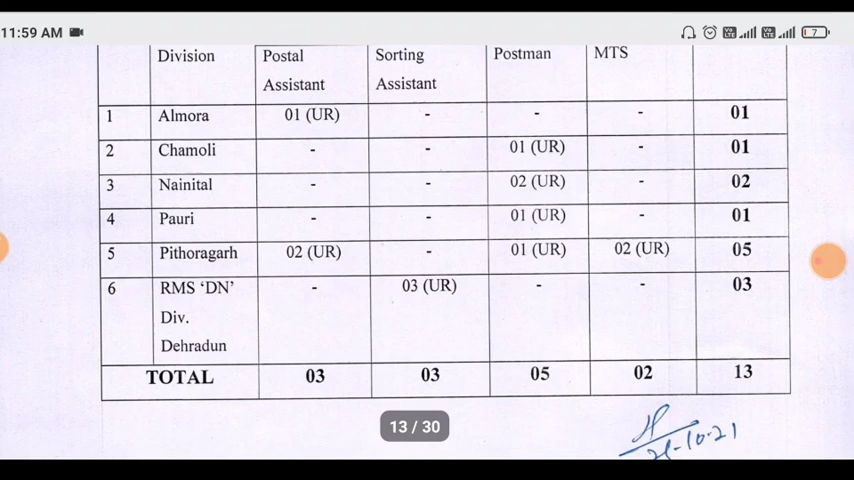 11:59 AM
7
Division Postal Assistant Sorting Assistant Postman MTS
1 Almora 01 (UR) - - - 01
2 Chamoli - - 01 (UR) - 01
3 Nainital - - 02 (UR) - 02
4 Pauri - - 01 (UR) - 01
5 Pithoragarh 02 (UR) - 01 (UR) 02 (UR) 05
6 RMS ‘DN’ Div. Dehradun - 03 (UR) - - 03
TOTAL 03 03 05 02 13
13 / 30